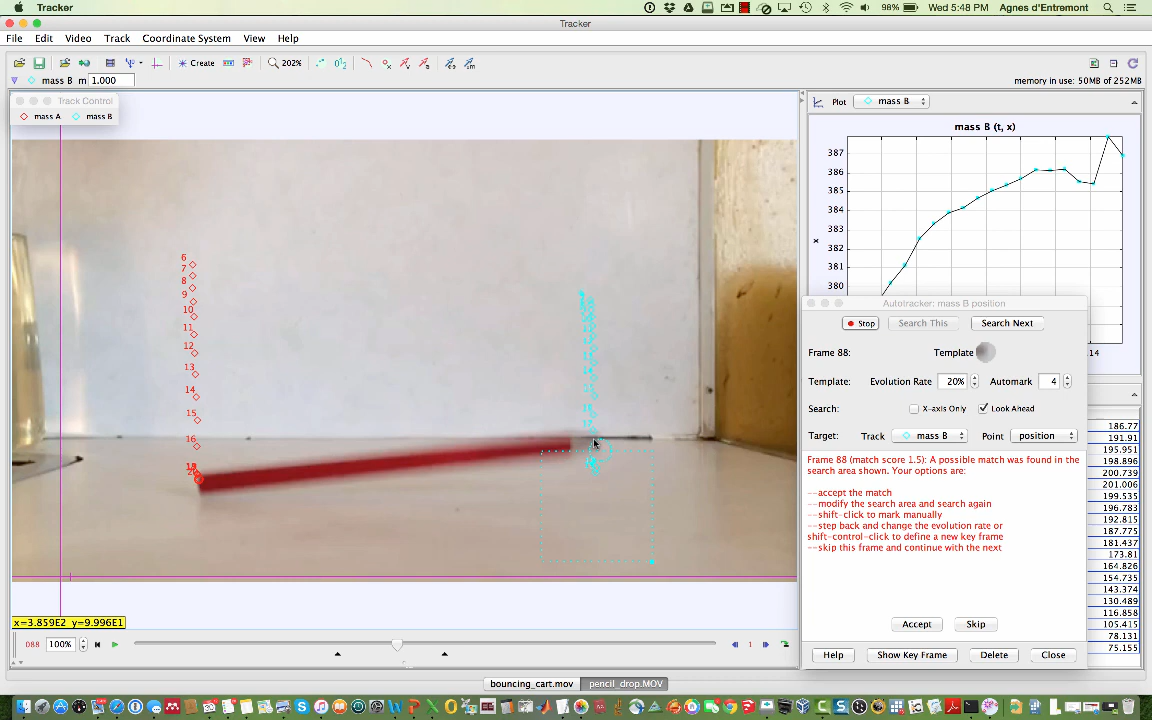 Tracker File Edit Window Help 98% Wed 5:48 PM Agnes d'Entremont
Tracker
File Edit Video Track Coordinate System View Help
Create 202%
mass B m 1.000 memory in use: 50MB of 252MB
Track Control
mass A mass B
Plot mass B
mass B (t, x)
387
386
385
384
383
382
381
380
x
14
6
7
8
9
10
11
12
13
14
15
16
Autotracker: mass B position
Stop Search This Search Next
Frame 88: Template
Template: Evolution Rate 20% Automark 4
Search: X-axis Only Look Ahead
Target: Track mass B Point position
Frame 88 (match score 1.5): A possible match was found in the
search area shown. Your options are:
--accept the match
--modify the search area and search again
--shift-click to mark manually
--step back and change the evolution rate or
shift-control-click to define a new key frame
--skip this frame and continue with the next
Accept Skip
Help Show Key Frame Delete Close
186.77
191.91
195.951
198.896
200.739
201.006
199.535
196.783
192.815
187.775
181.437
173.81
164.826
154.735
143.374
130.489
116.858
105.415
78.131
75.155
x=3.859E2 y=9.996E1
088 100% 1
bouncing_cart.mov pencil_drop.MOV